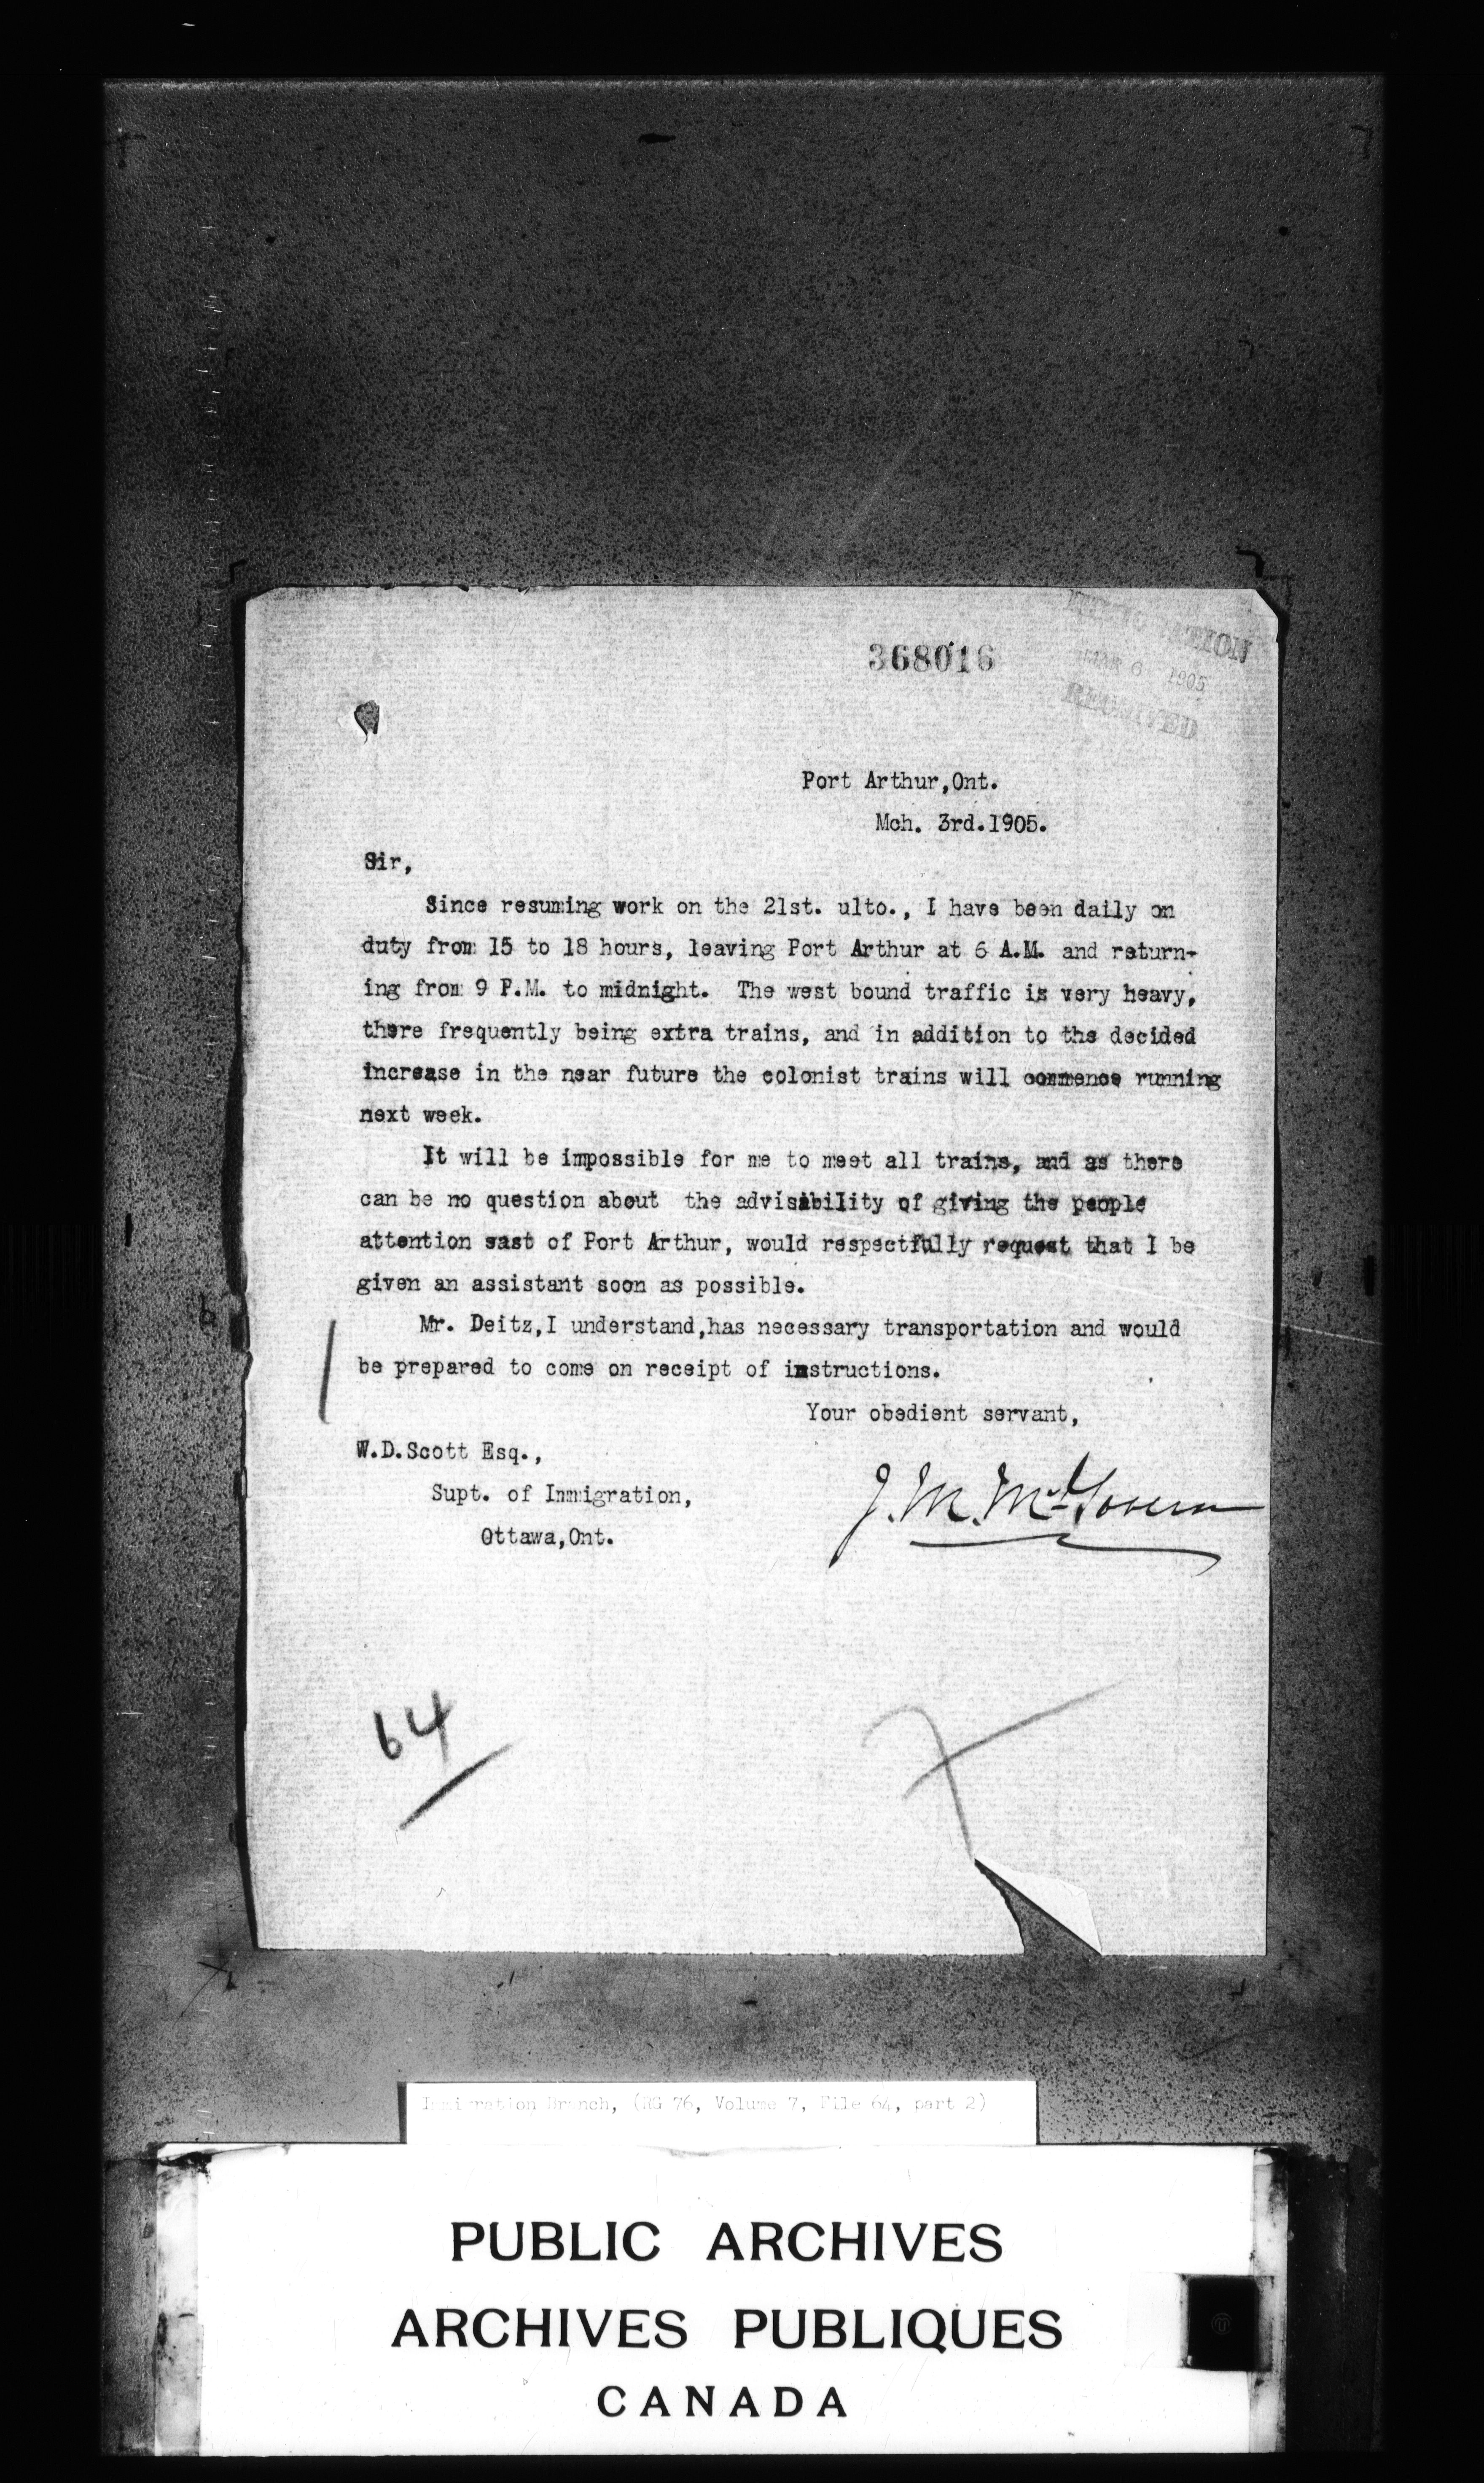 368016
MAR 6 1905
RECEIVED
Port Arthur,Ont.
Mch. 3rd.1905.
Sir,
Since resuming work on the 21st. ulto., I have been daily on
duty from 15 to 18 hours, leaving Port Arthur at 6 A.M. and return-
ing from 9 P.M. to midnight. The west bound traffic is very heavy,
there frequently being extra trains, and in addition to the decided
increase in the near future the colonist trains will commence running
next week.
It will be impossible for me to meet all trains, and as there
can be no question about the advisibility of giving the people
attention east of Port Arthur, would respectfully request that I be
given an assistant soon as possible.
Mr. Deitz,I understand,has necessary transportation and would
be prepared to come on receipt of instructions.
Your obedient servant,
W.D.Scott Esq.,
J.M. McGovern
Supt. of Immigration,
Ottawa,Ont.
64
Immigration Branch, (RG 76, Volume 7, File 64, part 2)
PUBLIC ARCHIVES
ARCHIVES PUBLIQUES
CANADA